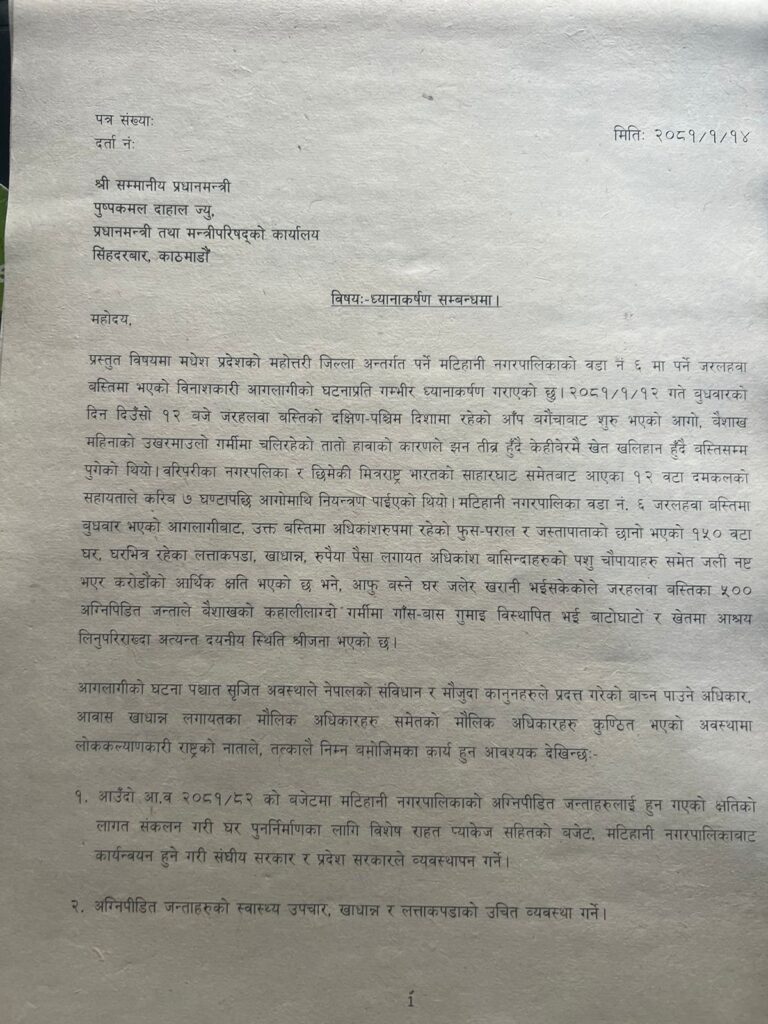 पत्र संख्याः
दर्ता नंः
मितिः २०८१/१/१४
श्री सम्मानीय प्रधानमन्त्री
पुष्पकमल दाहाल ज्यु,
प्रधानमन्त्री तथा मन्त्रीपरिषद्को कार्यालय
सिंहदरबार, काठमाडौं
विषयः-ध्यानाकर्षण सम्बन्धमा।
महोदय,
प्रस्तुत विषयमा मधेश प्रदेशको महोत्तरी जिल्ला अन्तर्गत पर्ने मटिहानी नगरपालिकाको वडा नं ६ मा पर्ने जरलहवा
बस्तिमा भएको विनाशकारी आगलागीको घटनाप्रति गम्भीर ध्यानाकर्षण गराएको छु। २०८१/१/१२ गते बुधवारको
दिन दिउँसो १२ बजे जरहलवा बस्तिको दक्षिण-पश्चिम दिशामा रहेको आँप बगैंचावाट शुरु भएको आगो, बैशाख
महिनाको उखरमाउलो गर्मीमा चलिरहेको तातो हावाको कारणले झन तीव्र हुँदै केहीवेरमै खेत खलिहान हुँदै वस्तिसम्म
पुगेको थियो। वरिपरीका नगरपलिका र छिमेकी मित्रराष्ट्र भारतको साहारघाट समेतबाट आएका १२ वटा दमकलको
सहायताले करिब ७ घण्टापछि आगोमाथि नियन्त्रण पाईएको थियो। मटिहानी नगरपालिका वडा नं. ६ जरलहवा बस्तिमा
बुधवार भएको आगलागीबाट, उक्त बस्तिमा अधिकांशरुपमा रहेको फुस-पराल र जस्तापाताको छानो भएको १५० वटा
घर, घरभित्र रहेका लत्ताकपडा, खाधान्न, रुपैया पैसा लगायत अधिकांश बासिन्दाहरुको पशु चौपायाहरु समेत जली नष्ट
भएर करोडौंको आर्थिक क्षति भएको छ भने, आफु बस्ने घर जलेर खरानी भईसकेकोले जरहलवा बस्तिका ५००
अग्निपिडित जन्ताले बैशाखको कहालीलाग्दो गर्मीमा गाँस-वास गुमाइ विस्थापित भई बाटोघाटो र खेतमा आश्रय
लिनुपरिराख्दा अत्यन्त दयनीय स्थिति श्रीजना भएको छ।
आगलागीको घटना पश्चात सृजित अवस्थाले नेपालको संविधान र मौजुदा कानुनहरुले प्रदत्त गरेको वाच्न पाउने अधिकार,
आवास खाधान्न लगायतका मौलिक अधिकारहरु समेतको मौलिक अधिकारहरु कुण्ठित भएको अवस्थामा
लोककल्याणकारी राष्ट्रको नाताले, तत्कालै निम्न बमोजिमका कार्य हुन आवश्यक देखिन्छः-
१. आउँदो आ.व २०८१/८२ को बजेटमा मटिहानी नगरपालिकाको अग्निपीडित जन्ताहरुलाई हुन गएको क्षतिको
लागत संकलन गरी घर पुनर्निर्माणका लागि विशेष राहत प्याकेज सहितको बजेट, मटिहानी नगरपालिकाबाट
कार्यन्वयन हुने गरी संघीय सरकार र प्रदेश सरकारले व्यवस्थापन गर्ने।
२. अग्निपीडित जन्ताहरुको स्वास्थ्य उपचार, खाधान्न र लत्ताकपडाको उचित व्यवस्था गर्ने।
1